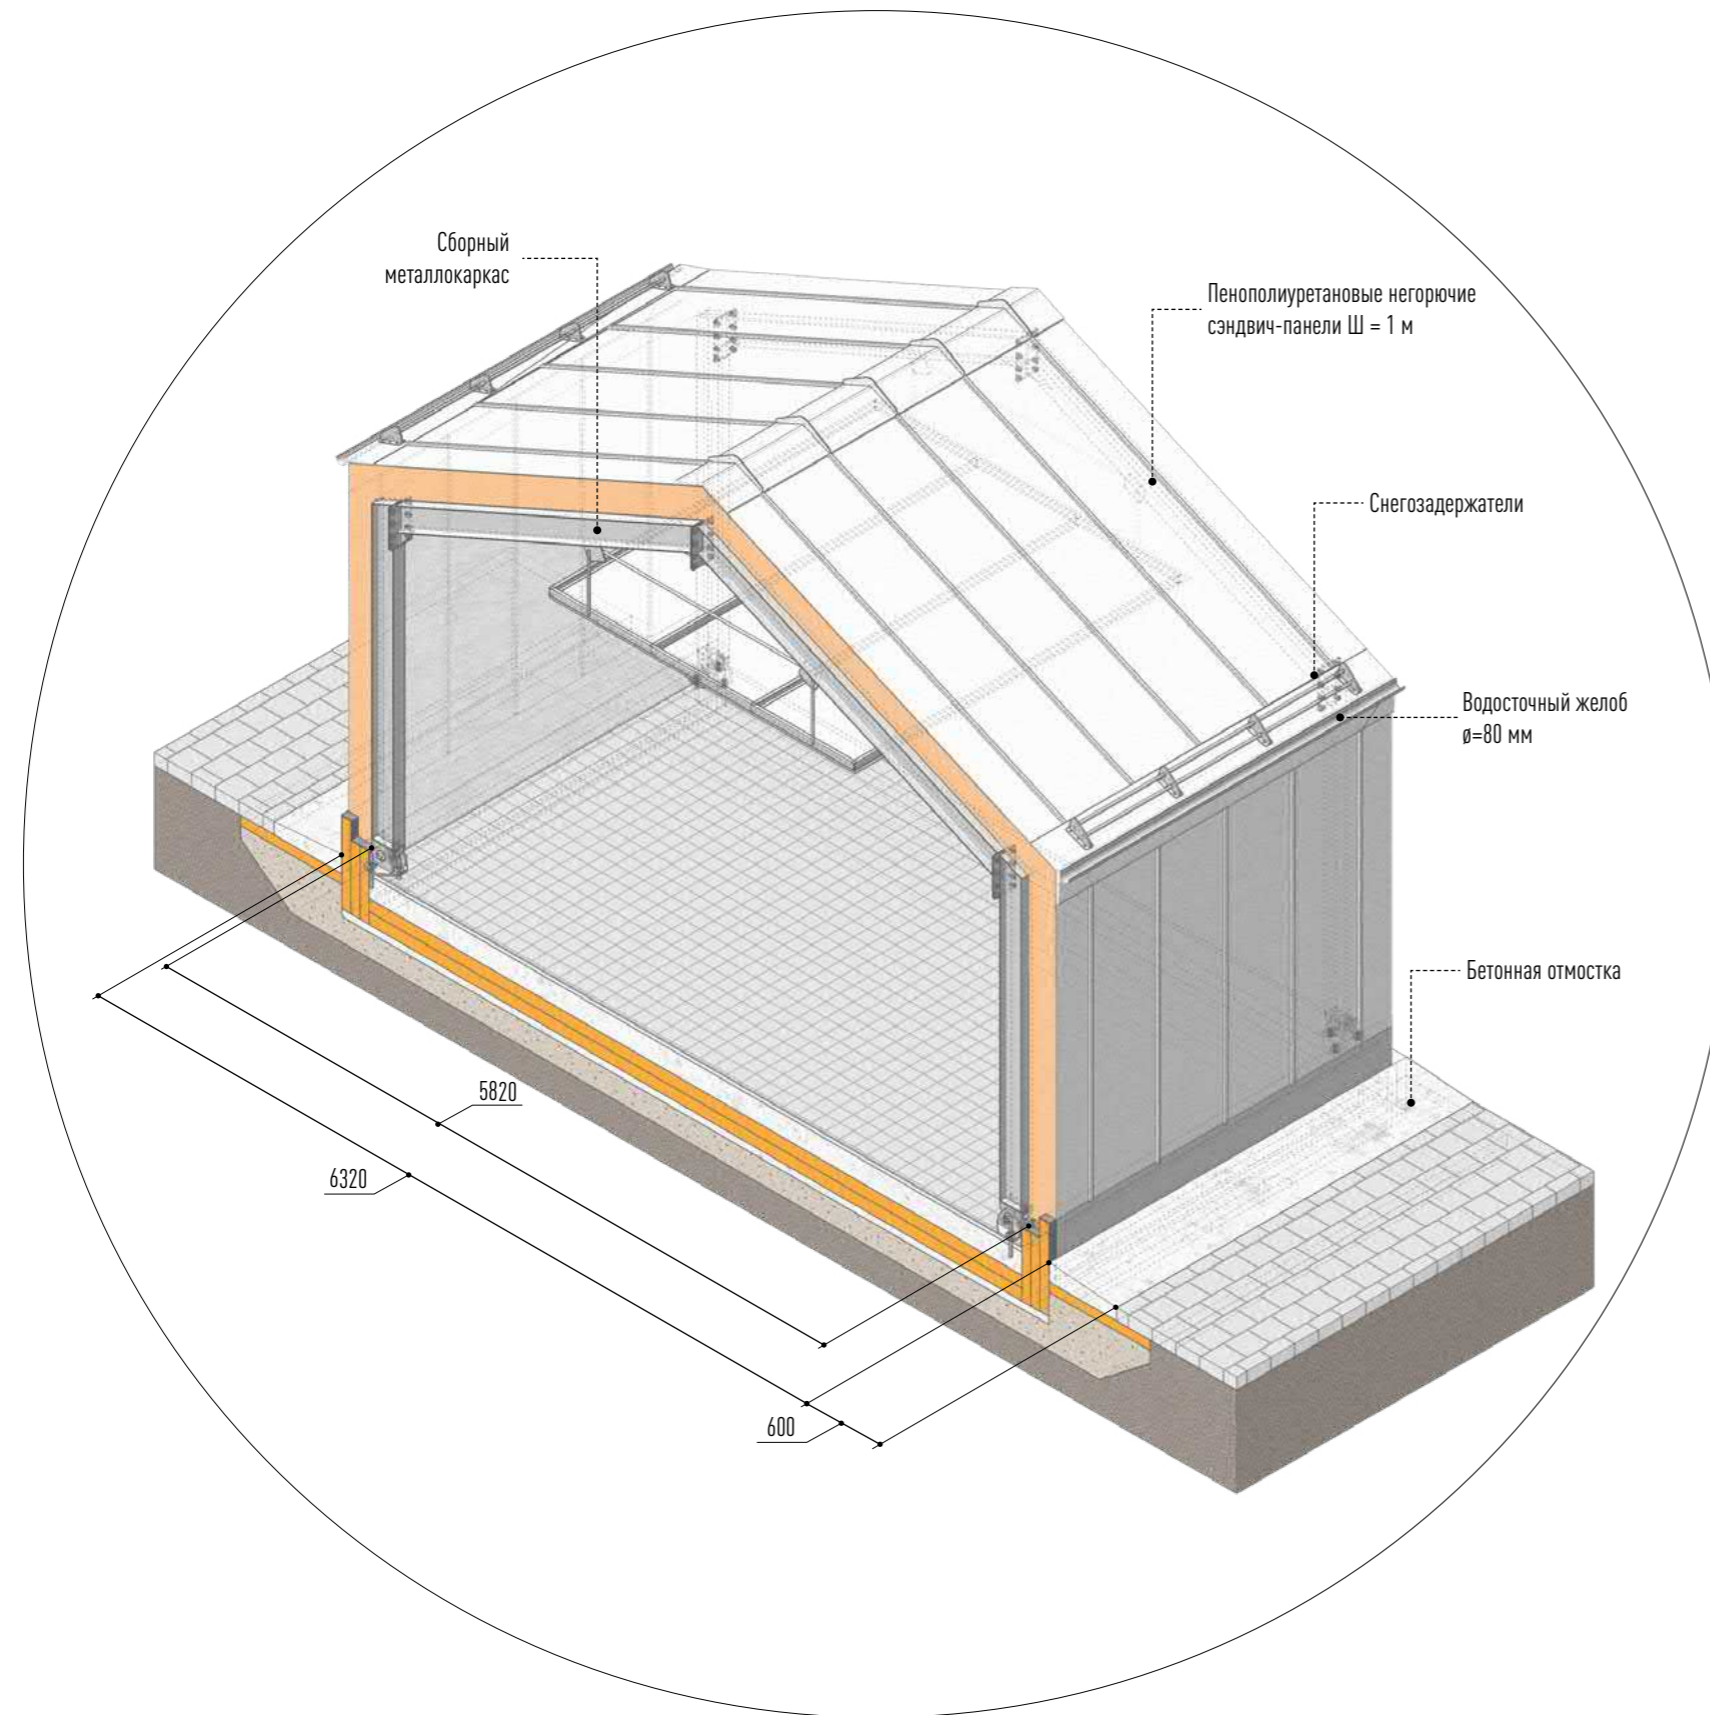 Сборный
металлокаркас
Пенополиуретановые негорючие
сэндвич-панели Ш = 1 м
Снегозадержатели
Водосточный желоб
ø=80 мм
Бетонная отмостка
5820
6320
600